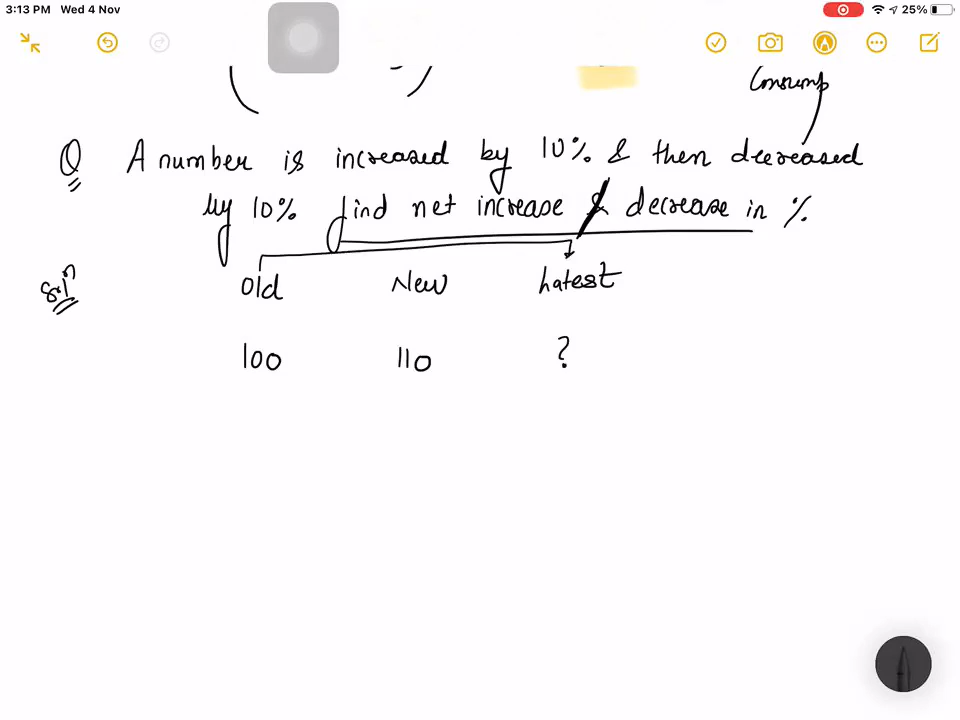 3:13 PM Wed 4 Nov 25%
Consump
Q A number is increased by 10% & then decreased
by 10% find net increase / decrease in %
Solⁿ Old New Latest
100 110 ?